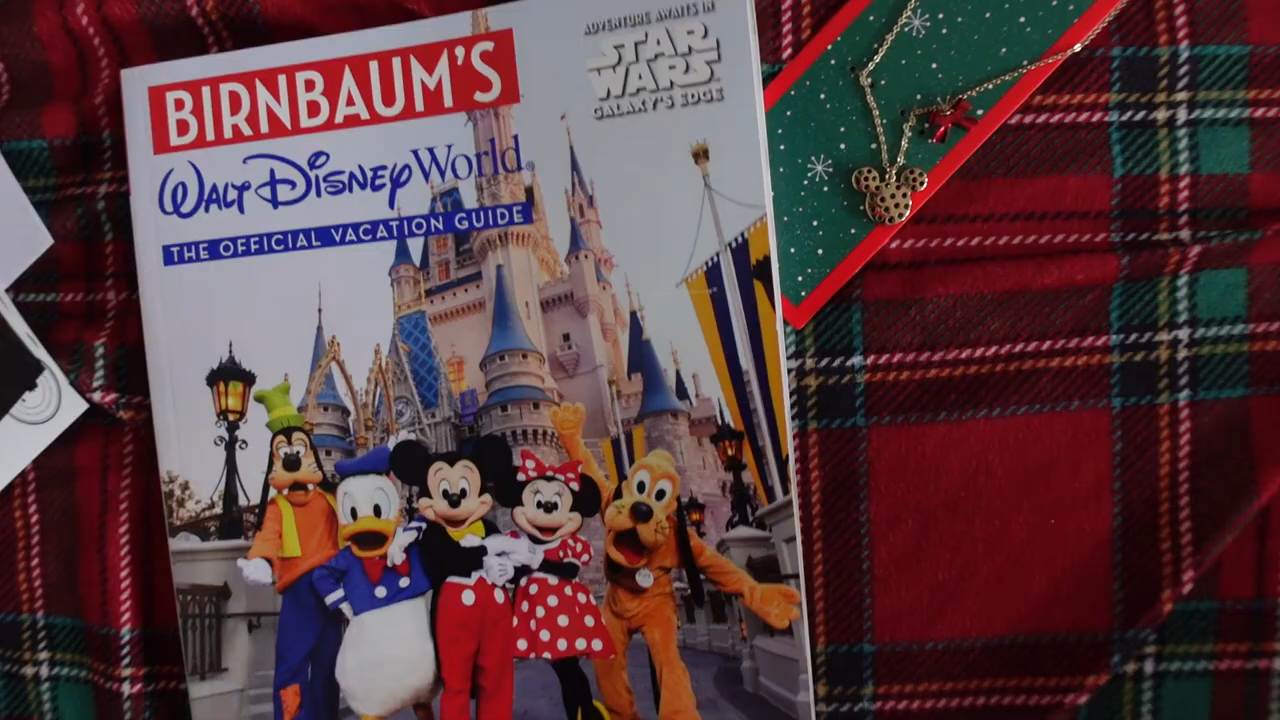 BIRNBAUM'S
WALT DISNEY World®
THE OFFICIAL VACATION GUIDE
ADVENTURE AWAITS IN
STAR
WARS
GALAXY'S EDGE